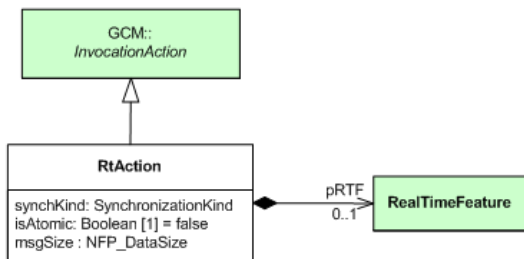 GCM::
InvocationAction
RtAction
synchKind: SynchronizationKind
isAtomic: Boolean [1] = false
msgSize : NFP_DataSize
pRTF
0..1
RealTimeFeature